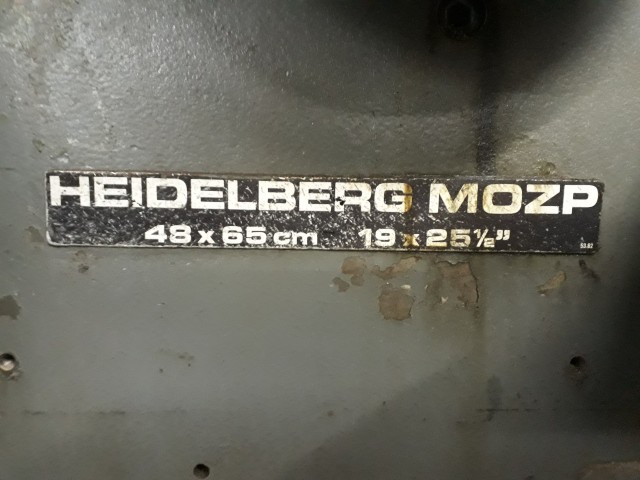 HEIDELBERG MOZP
48 x 65 cm 19 x 25½"